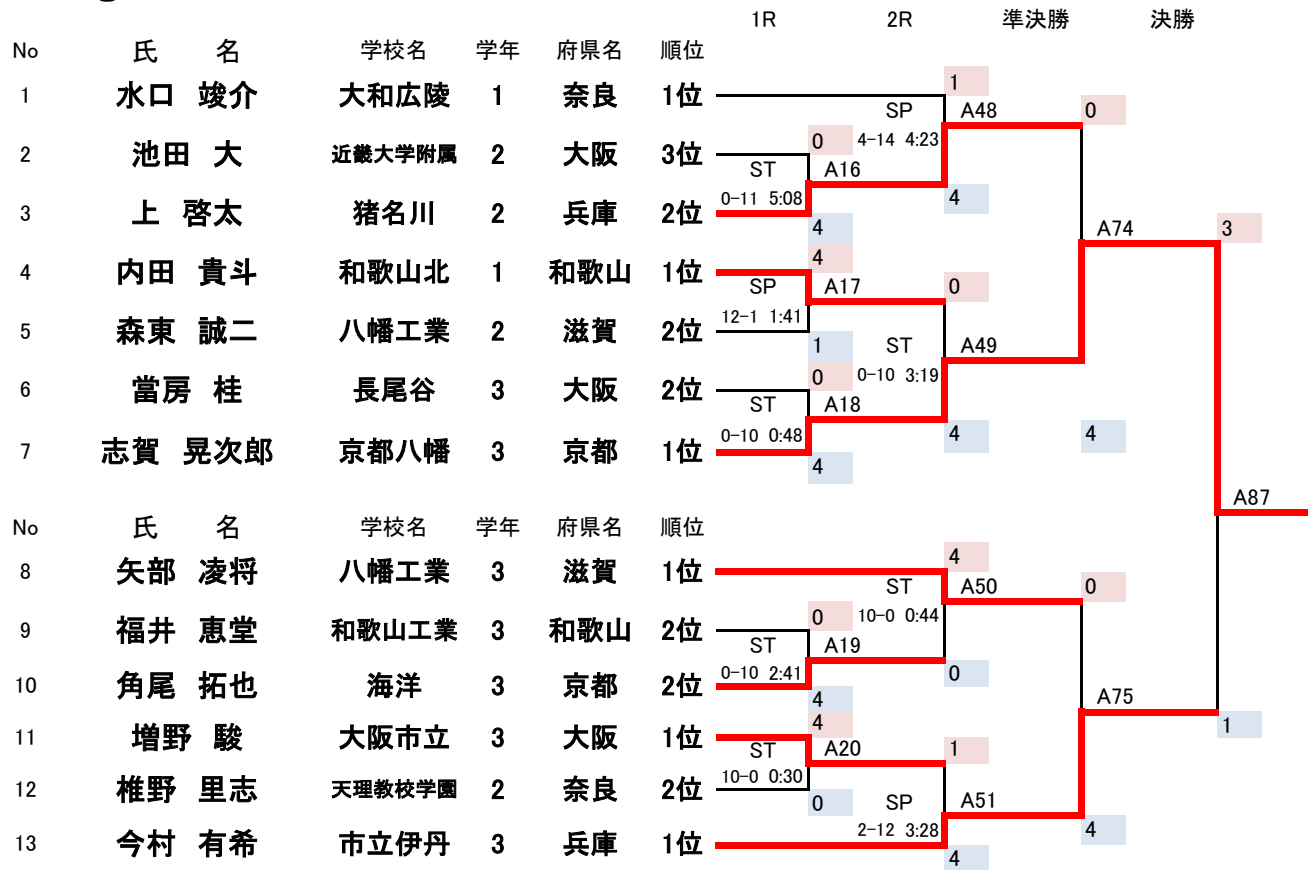 1R 2R 準決勝 決勝
No 氏 名 学校名 学年 府県名 順位
1 水口 竣介 大和広陵 1 奈良 1位
2 池田 大 近畿大学附属 2 大阪 3位
3 上 啓太 猪名川 2 兵庫 2位
4 内田 貴斗 和歌山北 1 和歌山 1位
5 森東 誠二 八幡工業 2 滋賀 2位
6 當房 桂 長尾谷 3 大阪 2位
7 志賀 晃次郎 京都八幡 3 京都 1位
1
SP A48 0
0 4-14 4:23
ST A16
0-11 5:08 4
4 A74 3
4
SP A17 0
12-1 1:41
1 ST A49
0 0-10 3:19
ST A18
0-10 0:48 4 4
4
A87
No 氏 名 学校名 学年 府県名 順位
8 矢部 凌将 八幡工業 3 滋賀 1位
9 福井 恵堂 和歌山工業 3 和歌山 2位
10 角尾 拓也 海洋 3 京都 2位
11 増野 駿 大阪市立 3 大阪 1位
12 椎野 里志 天理教校学園 2 奈良 2位
13 今村 有希 市立伊丹 3 兵庫 1位
4
ST A50 0
0 10-0 0:44
ST A19
0-10 2:41 0
4 A75
4 1
ST A20 1
10-0 0:30
0 SP A51
2-12 3:28 4
4